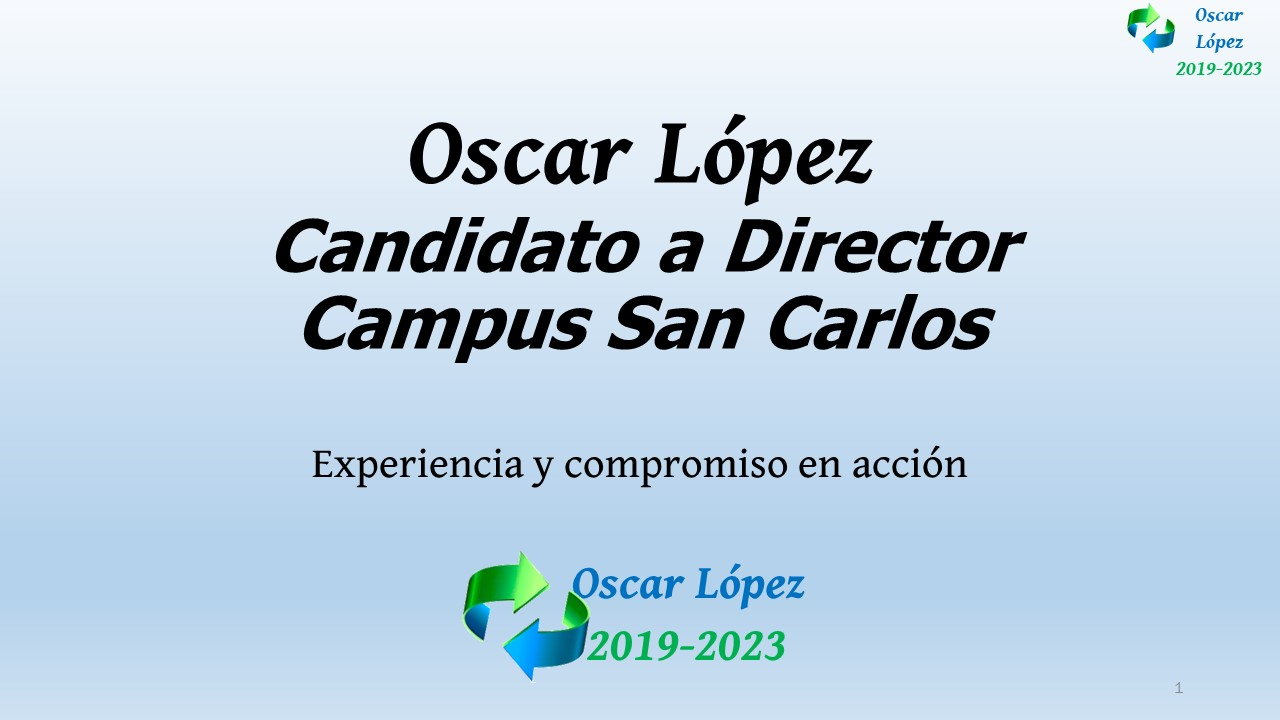 Oscar
López
2019-2023
Oscar López
Candidato a Director
Campus San Carlos
Experiencia y compromiso en acción
Oscar López
2019-2023
1